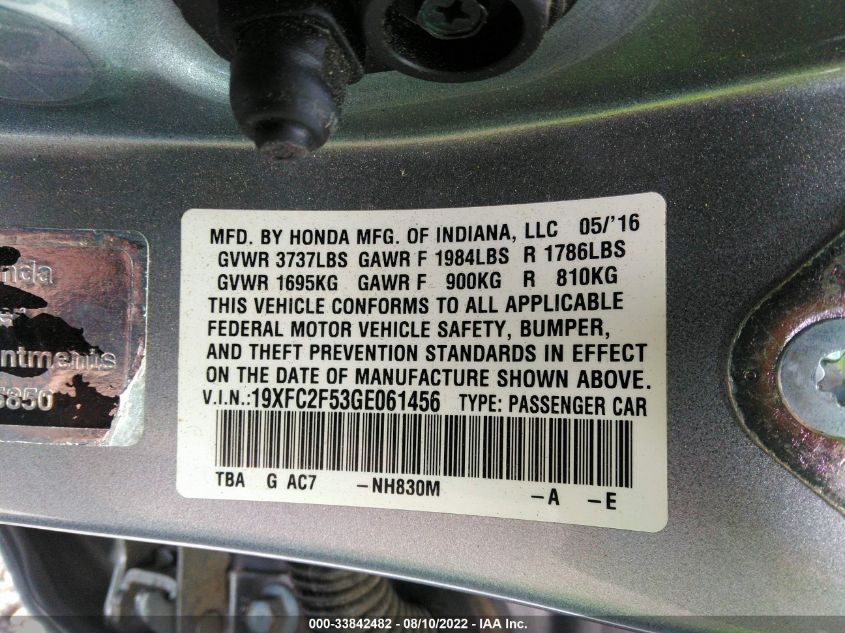 MFD. BY HONDA MFG. OF INDIANA, LLC 05/'16
GVWR 3737LBS GAWR F 1984LBS R 1786LBS
GVWR 1695KG GAWR F 900KG R 810KG
THIS VEHICLE CONFORMS TO ALL APPLICABLE
FEDERAL MOTOR VEHICLE SAFETY, BUMPER,
AND THEFT PREVENTION STANDARDS IN EFFECT
ON THE DATE OF MANUFACTURE SHOWN ABOVE.
V.I.N.:19XFC2F53GE061456 TYPE: PASSENGER CAR
TBA G AC7 -NH830M -A -E
ntments
000-33842482 - 08/10/2022 - IAA Inc.